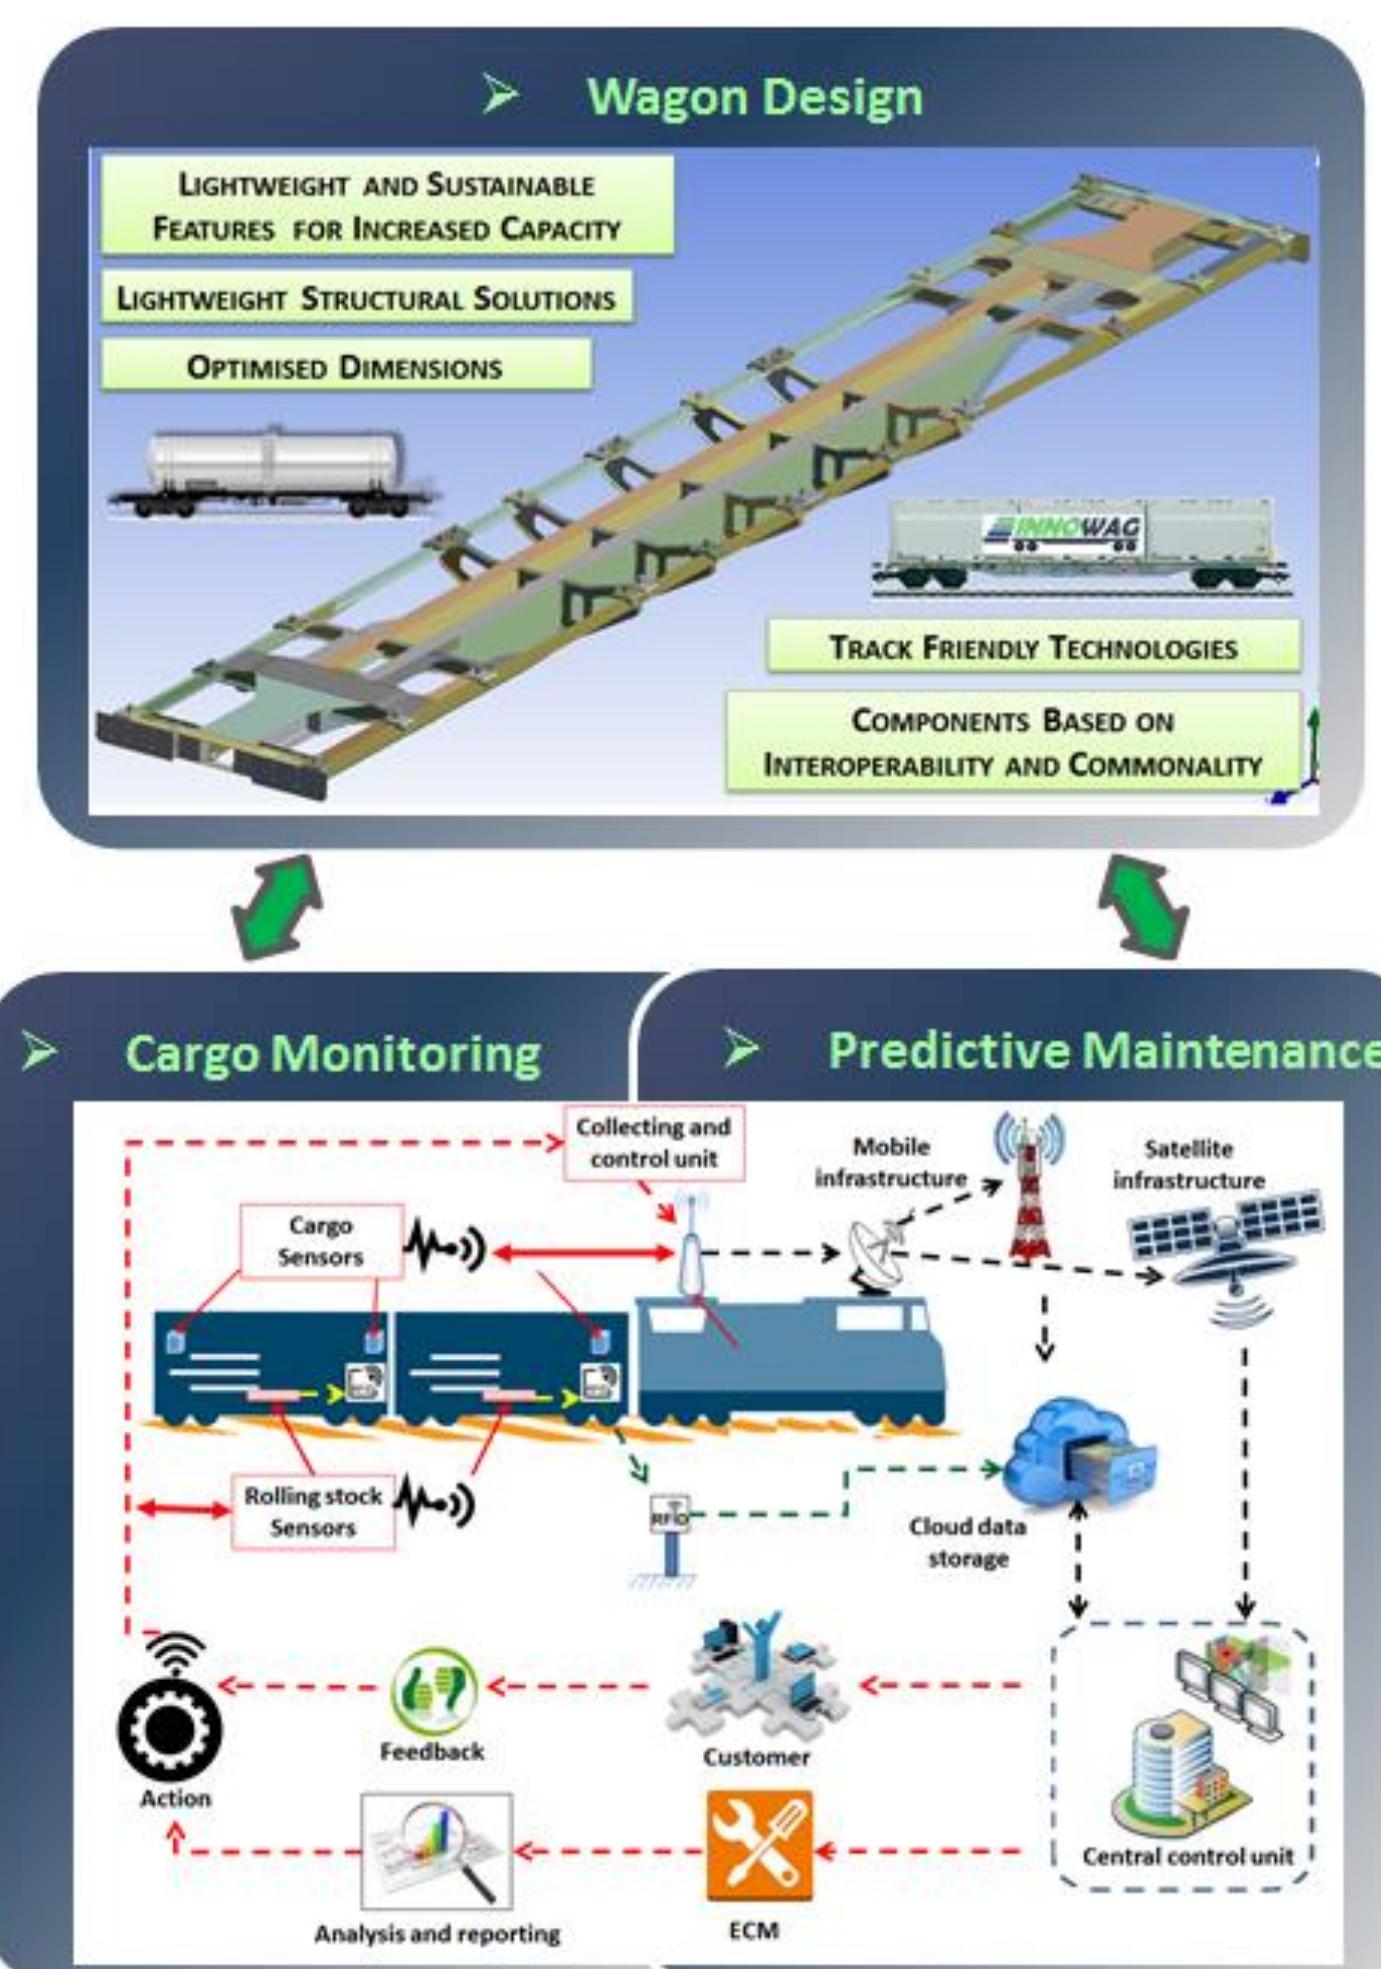 Wagon Design
LIGHTWEIGHT AND SUSTAINABLE
FEATURES FOR INCREASED CAPACITY
LIGHTWEIGHT STRUCTURAL SOLUTIONS
OPTIMISED DIMENSIONS
INNOWAG
TRACK FRIENDLY TECHNOLOGIES
COMPONENTS BASED ON
INTEROPERABILITY AND COMMONALITY
Cargo Monitoring
Predictive Maintenance
Collecting and
control unit
Mobile
infrastructure
Satellite
infrastructure
Cargo
Sensors
Rolling stock
Sensors
RFID
Cloud data
storage
Feedback
Customer
Action
Central control unit
Analysis and reporting
ECM